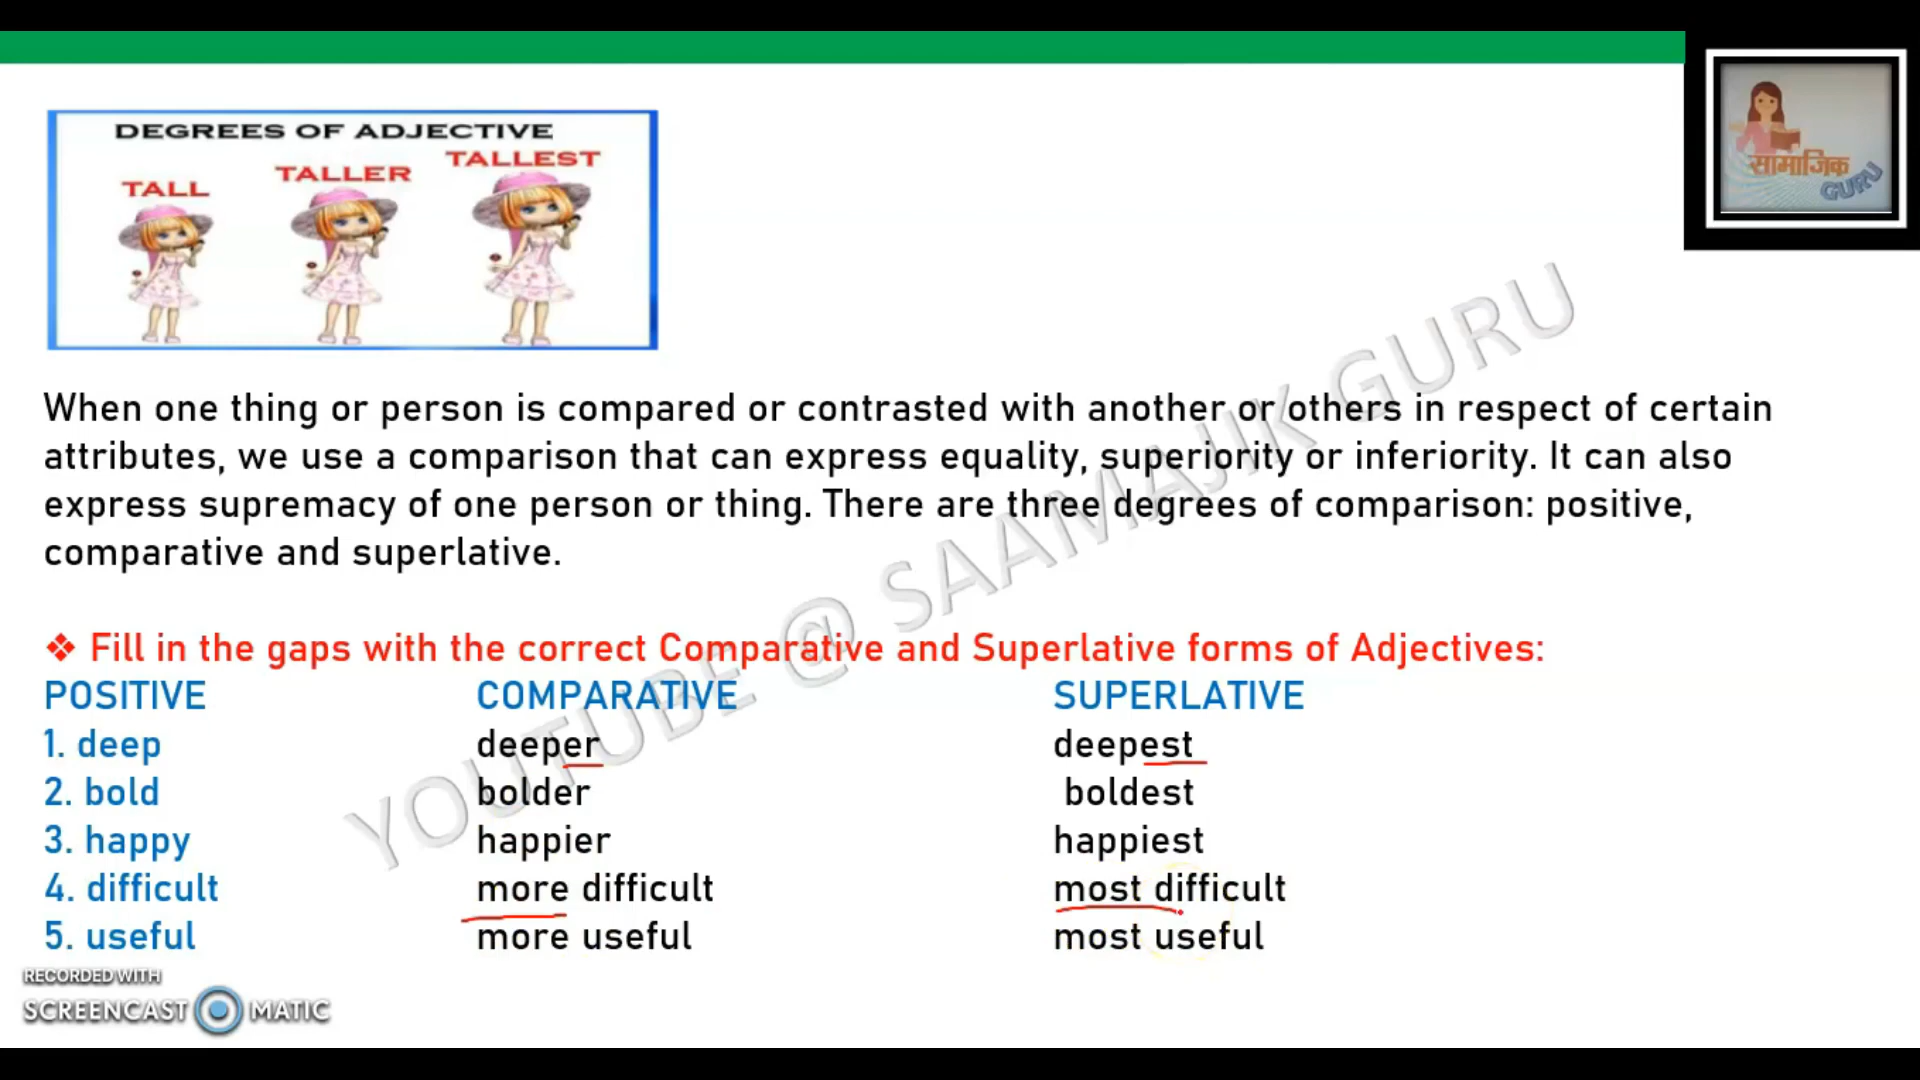 DEGREES OF ADJECTIVE
TALL
TALLER
TALLEST
सामाजिक
GURU
When one thing or person is compared or contrasted with another or others in respect of certain
attributes, we use a comparison that can express equality, superiority or inferiority. It can also
express supremacy of one person or thing. There are three degrees of comparison: positive,
comparative and superlative.
❖ Fill in the gaps with the correct Comparative and Superlative forms of Adjectives:
POSITIVE COMPARATIVE SUPERLATIVE
1. deep deeper deepest
2. bold bolder boldest
3. happy happier happiest
4. difficult more difficult most difficult
5. useful more useful most useful
YOUTUBE @ SAAMAJIK GURU
RECORDED WITH
SCREENCAST MATIC